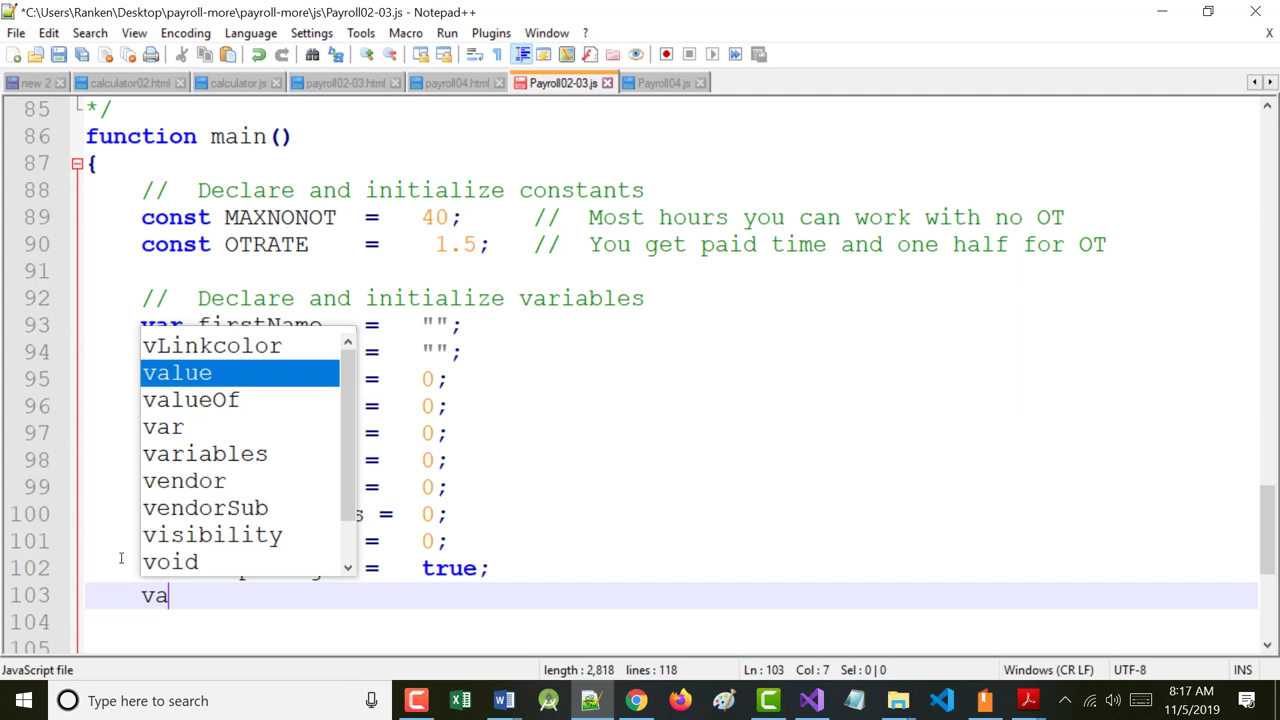 *C:\Users\Ranken\Desktop\payroll-more\payroll-more\js\Payroll02-03.js - Notepad++
File Edit Search View Encoding Language Settings Tools Macro Run Plugins Window ? X
new 2 calculator02.html calculator.js payroll02-03.html payroll04.html Payroll02-03.js Payroll04.js
85 */
86 function main()
87 {
88 // Declare and initialize constants
89 const MAXNONOT = 40; // Most hours you can work with no OT
90 const OTRATE = 1.5; // You get paid time and one half for OT
91
92 // Declare and initialize variables
93 var firstName = "";
94 = "";
95 = 0;
96 = 0;
97 = 0;
98 = 0;
99 = 0;
100 s = 0;
101 = 0;
102 = true;
103 va
104
105
vLinkcolor
value
valueOf
var
variables
vendor
vendorSub
visibility
void
JavaScript file length : 2,818 lines : 118 Ln : 103 Col : 7 Sel : 0 | 0 Windows (CR LF) UTF-8 INS
Type here to search
8:17 AM
11/5/2019